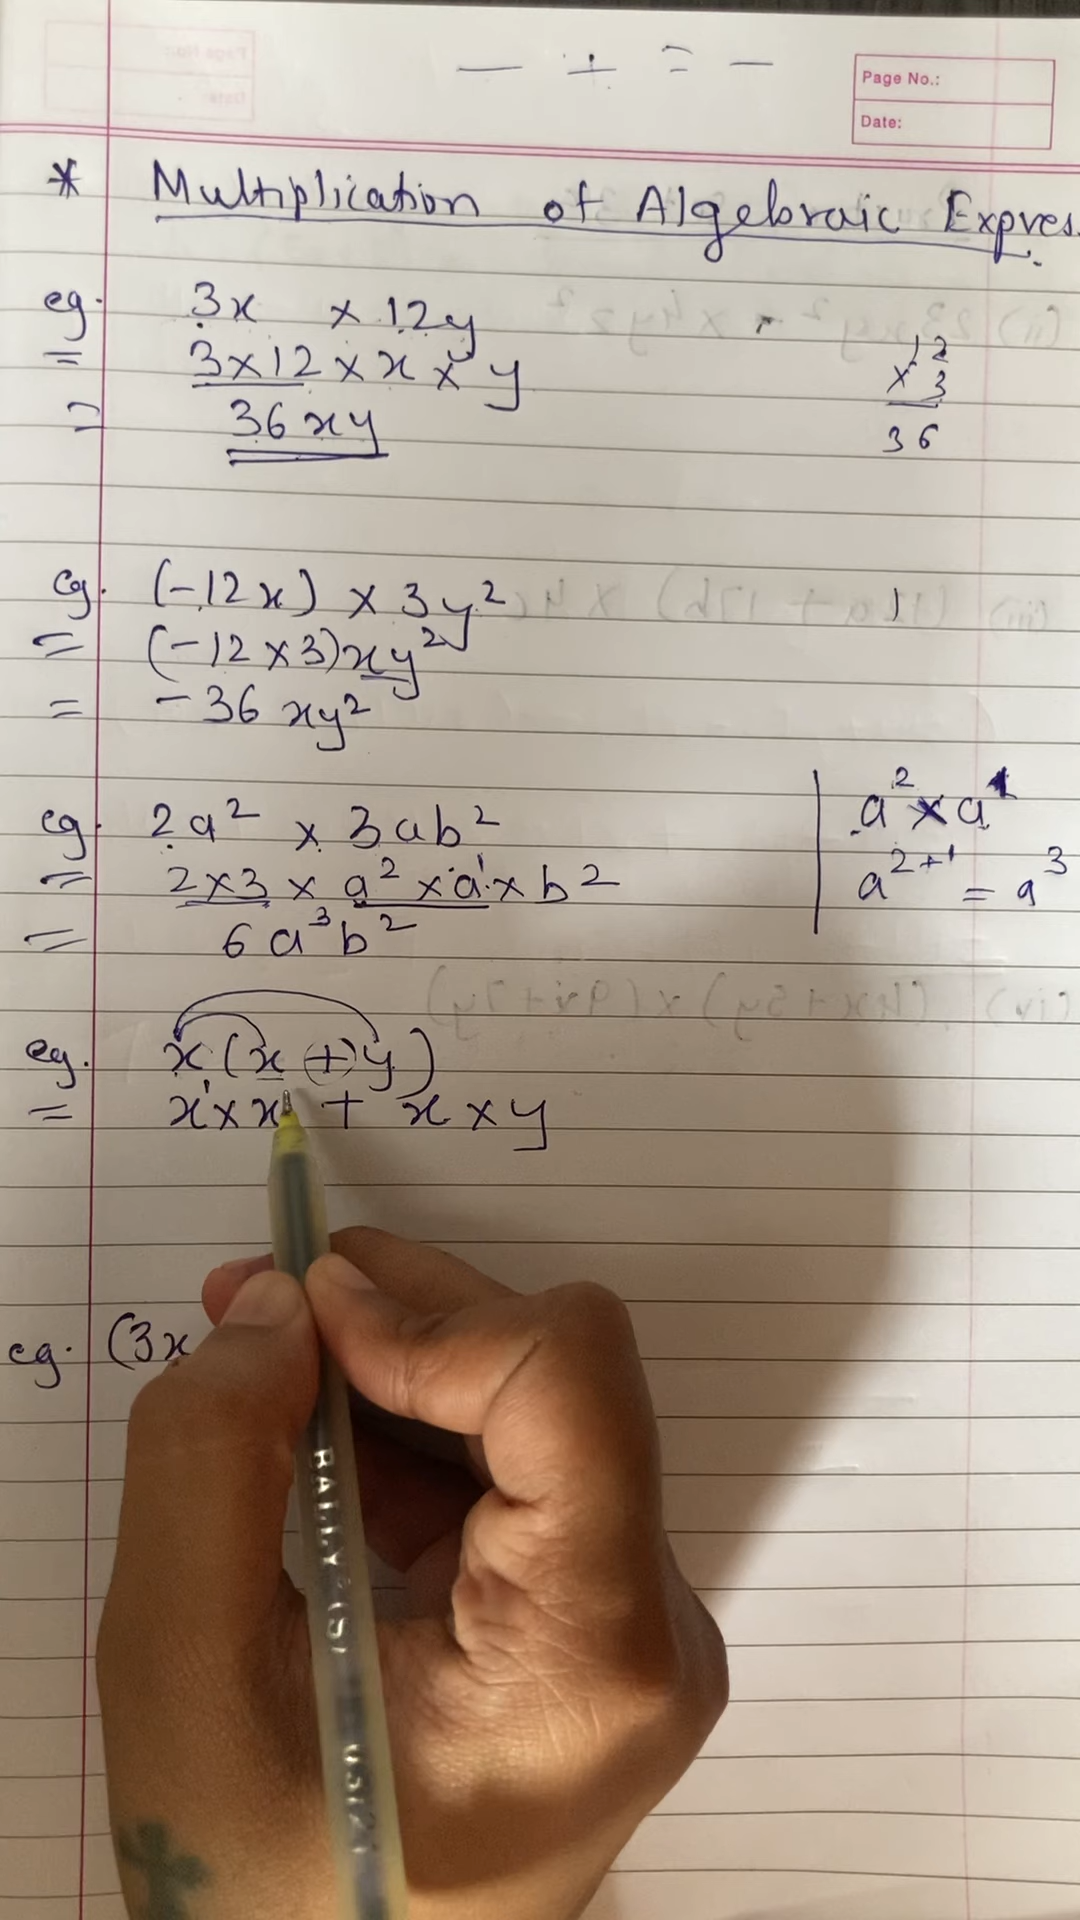 — + = —
Page No.:
Date:
* Multiplication of Algebraic Expres.
eg. 3x × 12y
= 3×12 × x × y
= 36xy
12
× 3
36
eg. (-12x) × 3y²
= (-12×3)xy²
= -36xy²
eg. 2a² × 3ab²
= 2×3 × a² × a¹ × b²
= 6a³b²
a² × a¹
a²⁺¹ = a³
eg. x(x+y)
= x¹×x + x×y
eg. (3x
RALLY